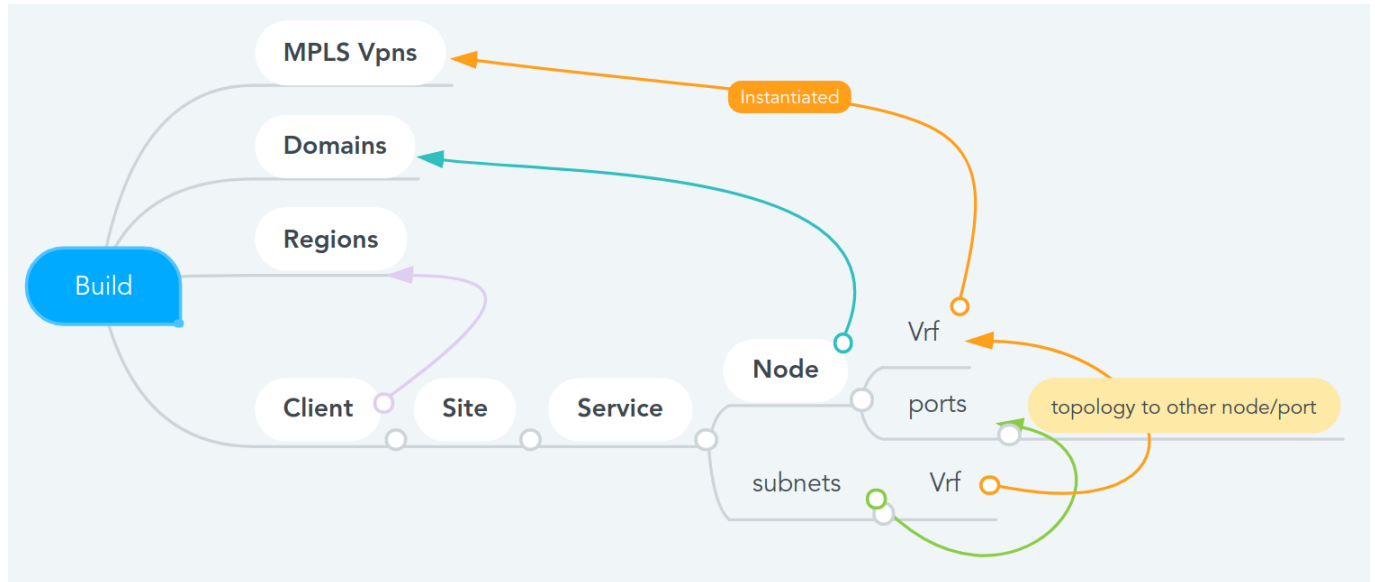 MPLS Vpns
Instantiated
Domains
Regions
Build
Vrf
Node
Client
Site
Service
ports
topology to other node/port
subnets
Vrf